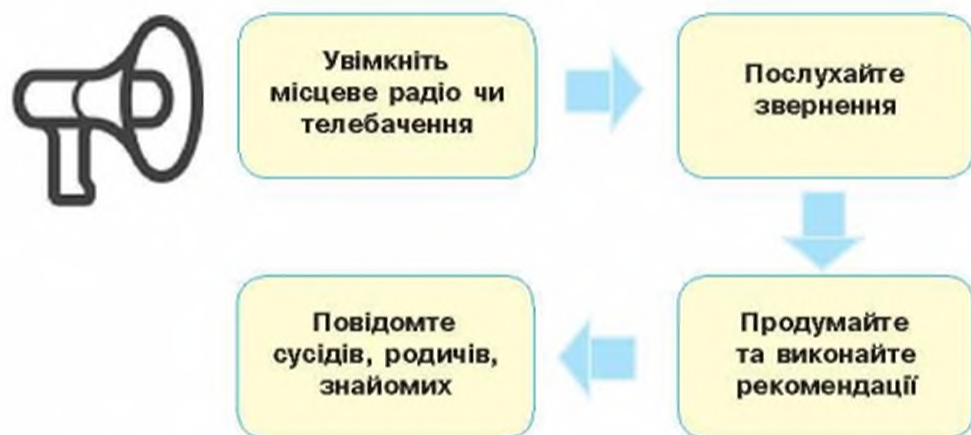 Увімкніть
місцеве радіо чи
телебачення
Послухайте
звернення
Продумайте
та виконайте
рекомендації
Повідомте
сусідів, родичів,
знайомих